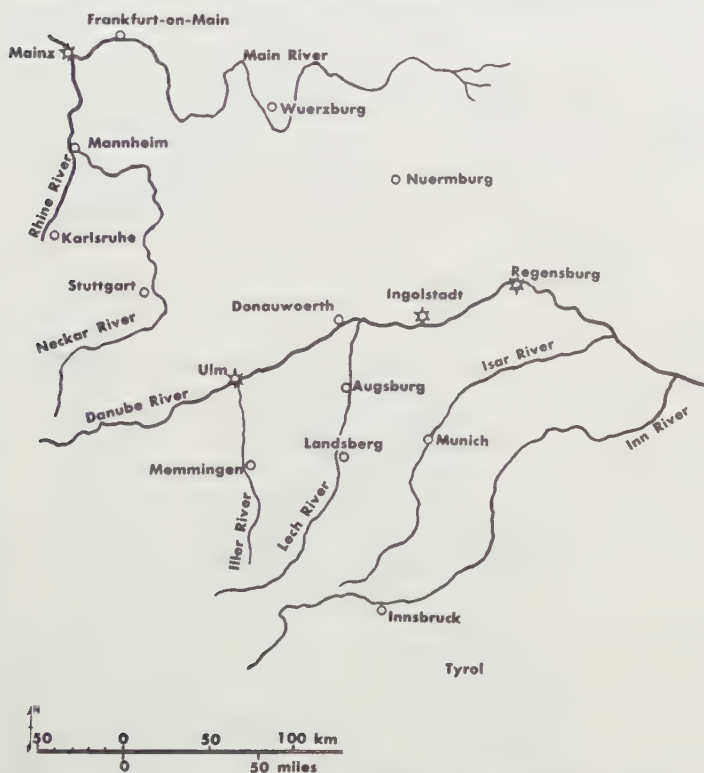 Frankfurt-on-Main
Mainz
Main River
Wuerzburg
Mannheim
Nuermburg
Rhine River
Karlsruhe
Stuttgart
Regensburg
Ingolstadt
Donauwoerth
Neckar River
Isar River
Ulm
Augsburg
Danube River
Inn River
Landsberg
Munich
Memmingen
Iller River
Lech River
Innsbruck
Tyrol
N
50 0 50 100 km
0 50 miles